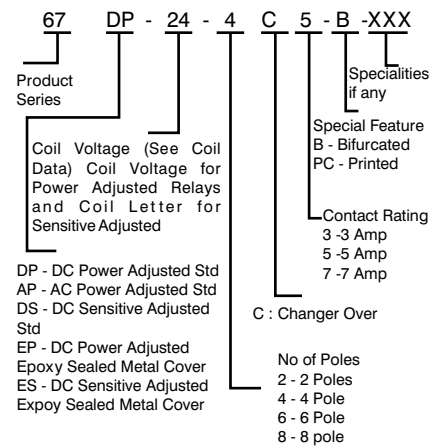 67 DP - 24 - 4 C 5 - B -XXX
Product
Series
Specialities
if any
Special Feature
B - Bifurcated
PC - Printed
Coil Voltage (See Coil
Data) Coil Voltage for
Power Adjusted Relays
and Coil Letter for
Sensitive Adjusted
Contact Rating
3 -3 Amp
5 -5 Amp
7 -7 Amp
DP - DC Power Adjusted Std
AP - AC Power Adjusted Std
DS - DC Sensitive Adjusted
Std
EP - DC Power Adjusted
Epoxy Sealed Metal Cover
ES - DC Sensitive Adjusted
Expoy Sealed Metal Cover
C : Changer Over
No of Poles
2 - 2 Poles
4 - 4 Pole
6 - 6 Pole
8 - 8 pole